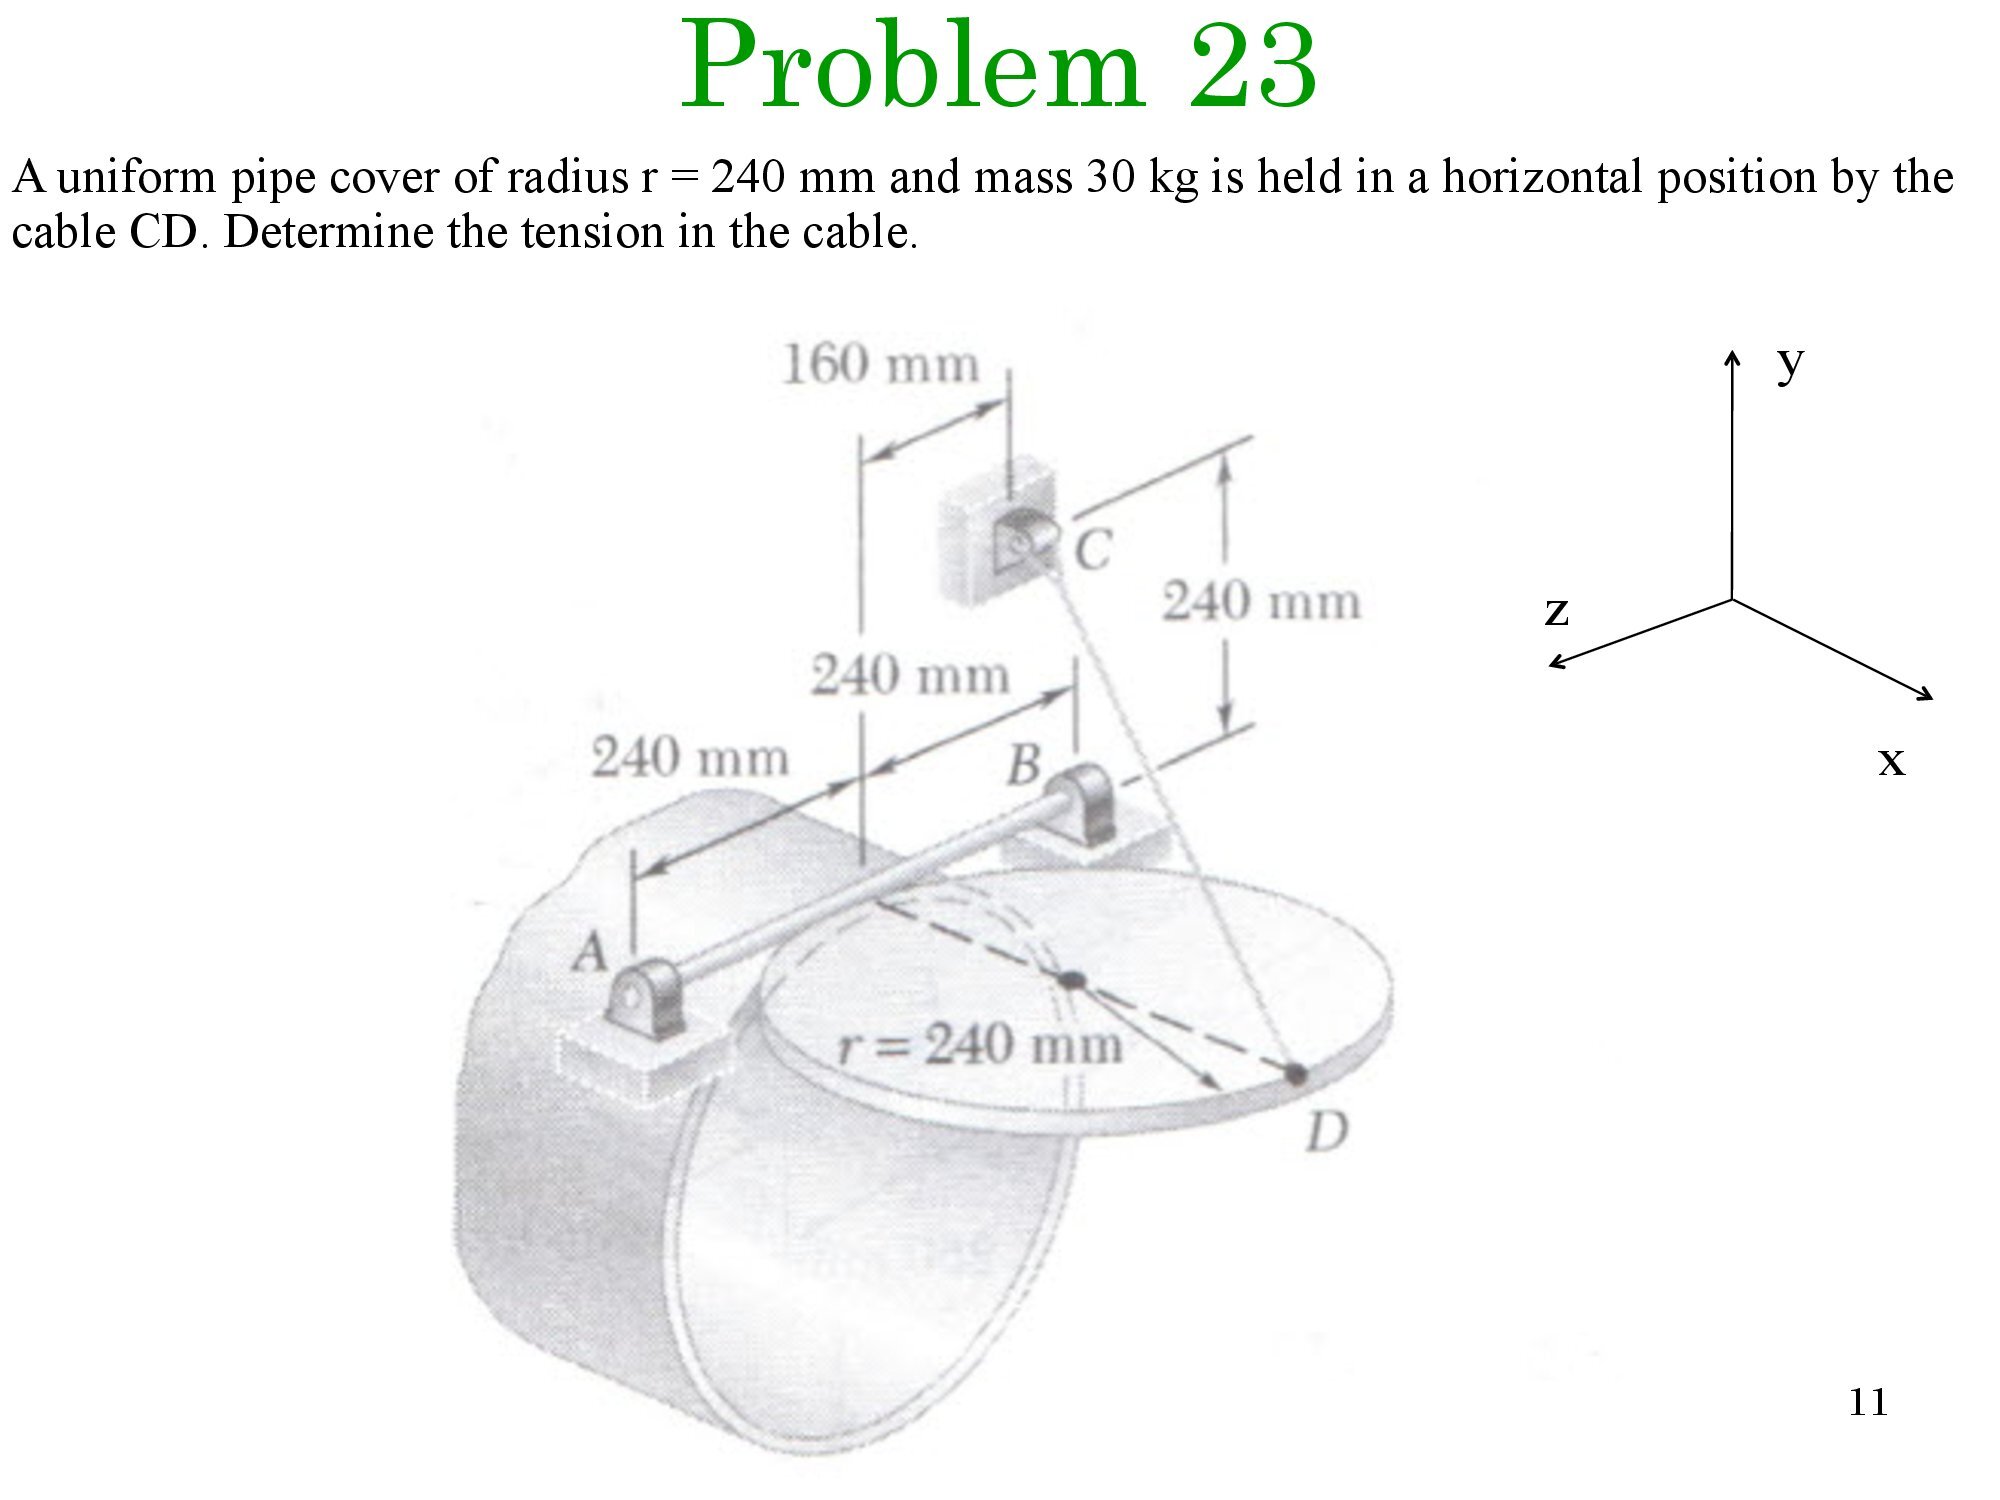 Problem 23
A uniform pipe cover of radius r = 240 mm and mass 30 kg is held in a horizontal position by the
cable CD. Determine the tension in the cable.
160 mm
y
C
240 mm
z
240 mm
240 mm
B
x
A
r = 240 mm
D
11